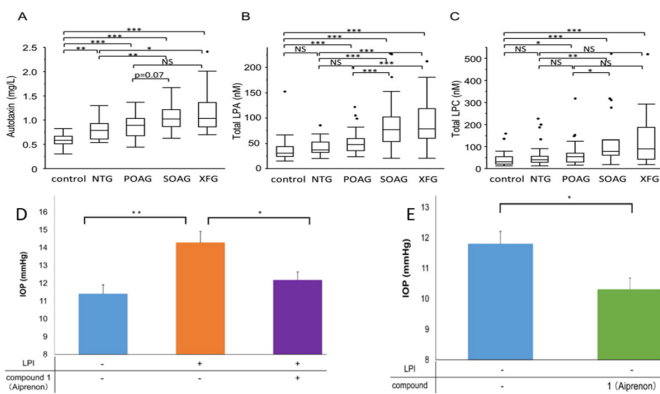 A
***
***
***
**
*
**
NS
p=0.07
Autotaxin (mg/L)
2.5
2.0
1.5
1.0
0.5
0.0
control NTG POAG SOAG XFG
B
***
***
***
NS
***
***
NS
*
***
Total LPA (nM)
200
150
100
50
0
control NTG POAG SOAG XFG
C
***
***
*
NS
NS
**
NS
NS
*
Total LPC (nM)
500
400
300
200
100
0
control NTG POAG SOAG XFG
D
**
*
IOP (mmHg)
16
15
14
13
12
11
10
9
8
LPI - + +
compound 1 (Aiprenon) - - +
E
*
IOP (mmHg)
13
12
11
10
9
8
LPI - -
compound - 1 (Aiprenon)